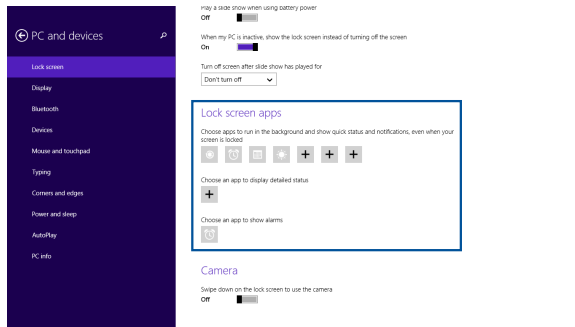 PC and devices
Lock screen
Display
Bluetooth
Devices
Mouse and touchpad
Typing
Corners and edges
Power and sleep
AutoPlay
PC info
Play a slide show when using battery power
Off
When my PC is inactive, show the lock screen instead of turning off the screen
On
Turn off screen after slide show has played for
Don't turn off
Lock screen apps
Choose apps to run in the background and show quick status and notifications, even when your
screen is locked
Choose an app to display detailed status
Choose an app to show alarms
Camera
Swipe down on the lock screen to use the camera
Off